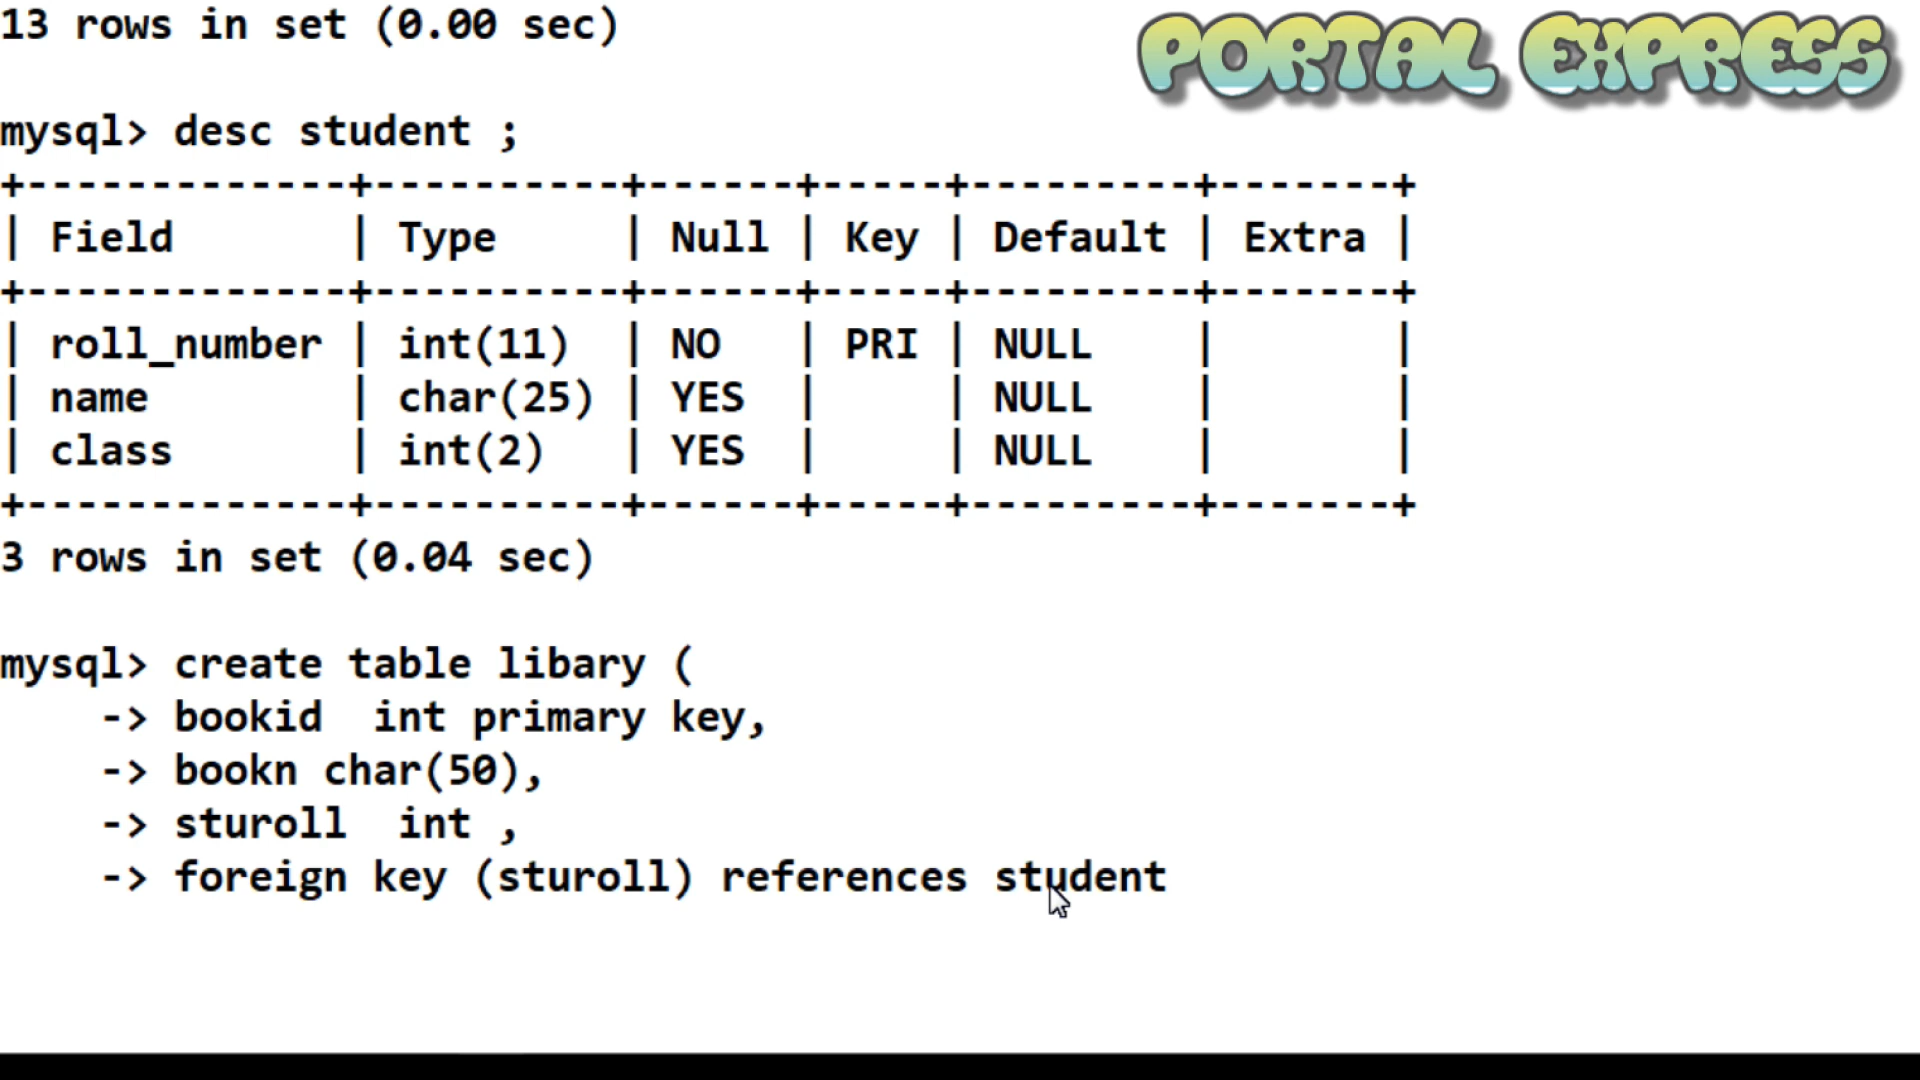 13 rows in set (0.00 sec)
PORTAL EXPRESS
mysql> desc student ;
+-------------+----------+------+-----+---------+-------+
| Field       | Type     | Null | Key | Default | Extra |
+-------------+----------+------+-----+---------+-------+
| roll_number | int(11)  | NO   | PRI | NULL    |       |
| name        | char(25) | YES  |     | NULL    |       |
| class       | int(2)   | YES  |     | NULL    |       |
+-------------+----------+------+-----+---------+-------+
3 rows in set (0.04 sec)
mysql> create table libary (
    -> bookid  int primary key,
    -> bookn char(50),
    -> sturoll  int ,
    -> foreign key (sturoll) references student